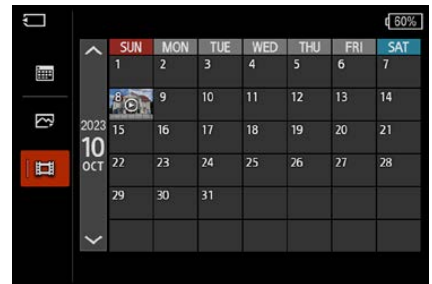 60%
SUN MON TUE WED THU FRI SAT
1 2 3 4 5 6 7
8 9 10 11 12 13 14
2023 15 16 17 18 19 20 21
10
OCT 22 23 24 25 26 27 28
29 30 31